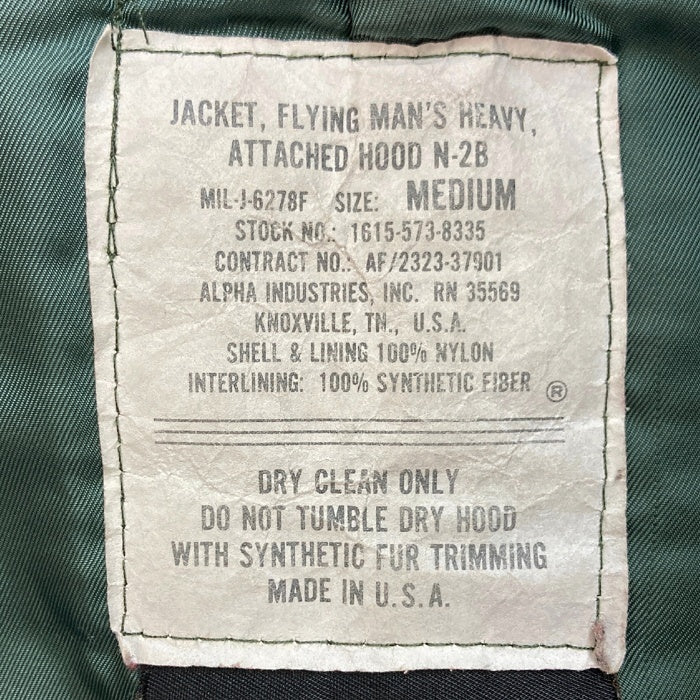 JACKET, FLYING MAN'S HEAVY,
ATTACHED HOOD N-2B
MIL-J-6278F SIZE: MEDIUM
STOCK NO.: 1615-573-8335
CONTRACT NO.: AF/2323-37901
ALPHA INDUSTRIES, INC. RN 35569
KNOXVILLE, TN., U.S.A.
SHELL & LINING 100% NYLON
INTERLINING: 100% SYNTHETIC FIBER ®
DRY CLEAN ONLY
DO NOT TUMBLE DRY HOOD
WITH SYNTHETIC FUR TRIMMING
MADE IN U.S.A.